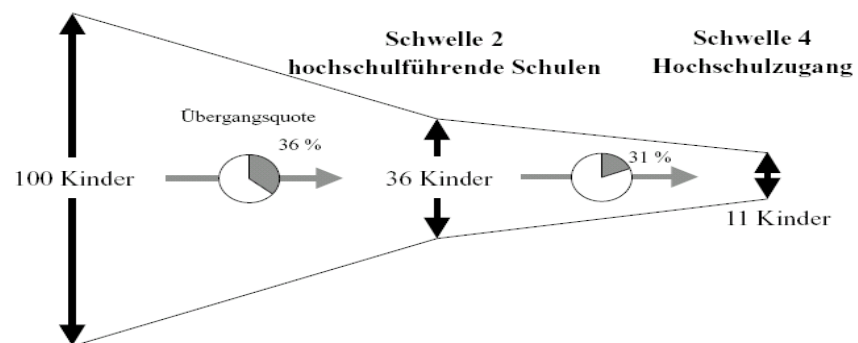 Schwelle 2
hochschulführende Schulen
Schwelle 4
Hochschulzugang
Übergangsquote
36 %
31 %
100 Kinder
36 Kinder
11 Kinder